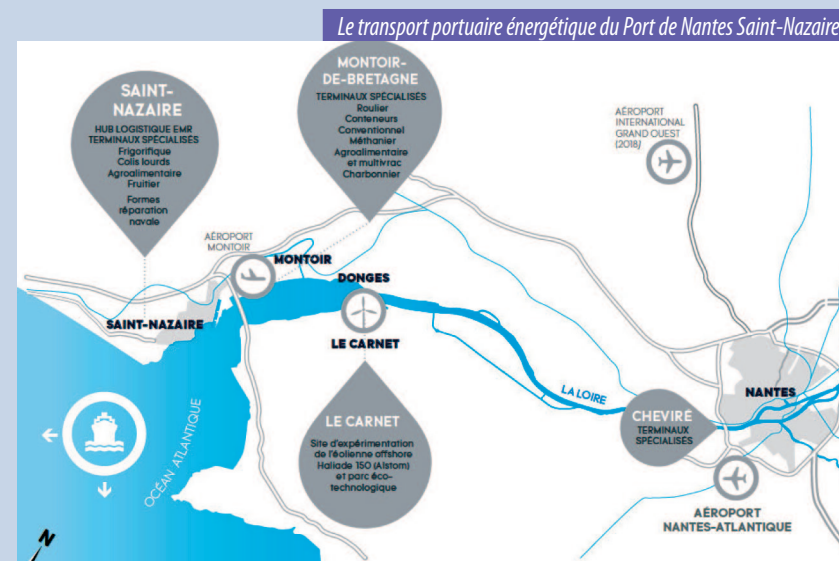 Le transport portuaire énergétique du Port de Nantes Saint-Nazaire
SAINT-
NAZAIRE
HUB LOGISTIQUE EMR
TERMINAUX SPÉCIALISÉS
Frigorifique
Colis lourds
Agroalimentaire
Fruitier
Formes
réparation
navale
MONTOIR-
DE-BRETAGNE
TERMINAUX SPÉCIALISÉS
Roulier
Conteneurs
Conventionnel
Méthanier
Agroalimentaire
et multivrac
Charbonnier
AÉROPORT
INTERNATIONAL
GRAND OUEST
(2018)
AÉROPORT
MONTOIR
MONTOIR
DONGES
SAINT-NAZAIRE
LE CARNET
LA LOIRE
NANTES
CHEVIRÉ
TERMINAUX
SPÉCIALISÉS
LE CARNET
Site d'expérimentation
de l'éolienne offshore
Haliade 150 (Alstom)
et parc éco-
technologique
OCÉAN ATLANTIQUE
AÉROPORT
NANTES-ATLANTIQUE
N